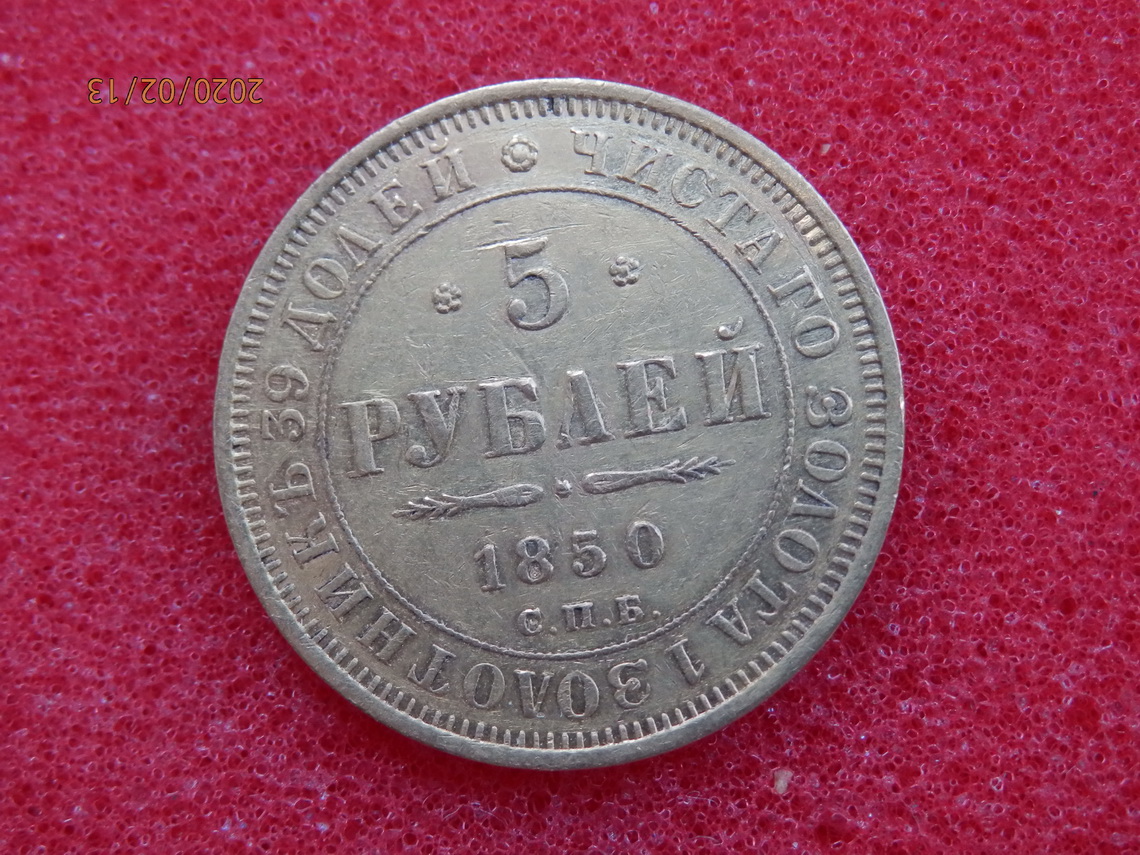 2020/02/13
ЧИСТАГО ЗОЛОТА 1 ЗОЛОТНИКЪ 39 ДОЛЕЙ
5
РУБЛЕЙ
1850
С.П.Б.